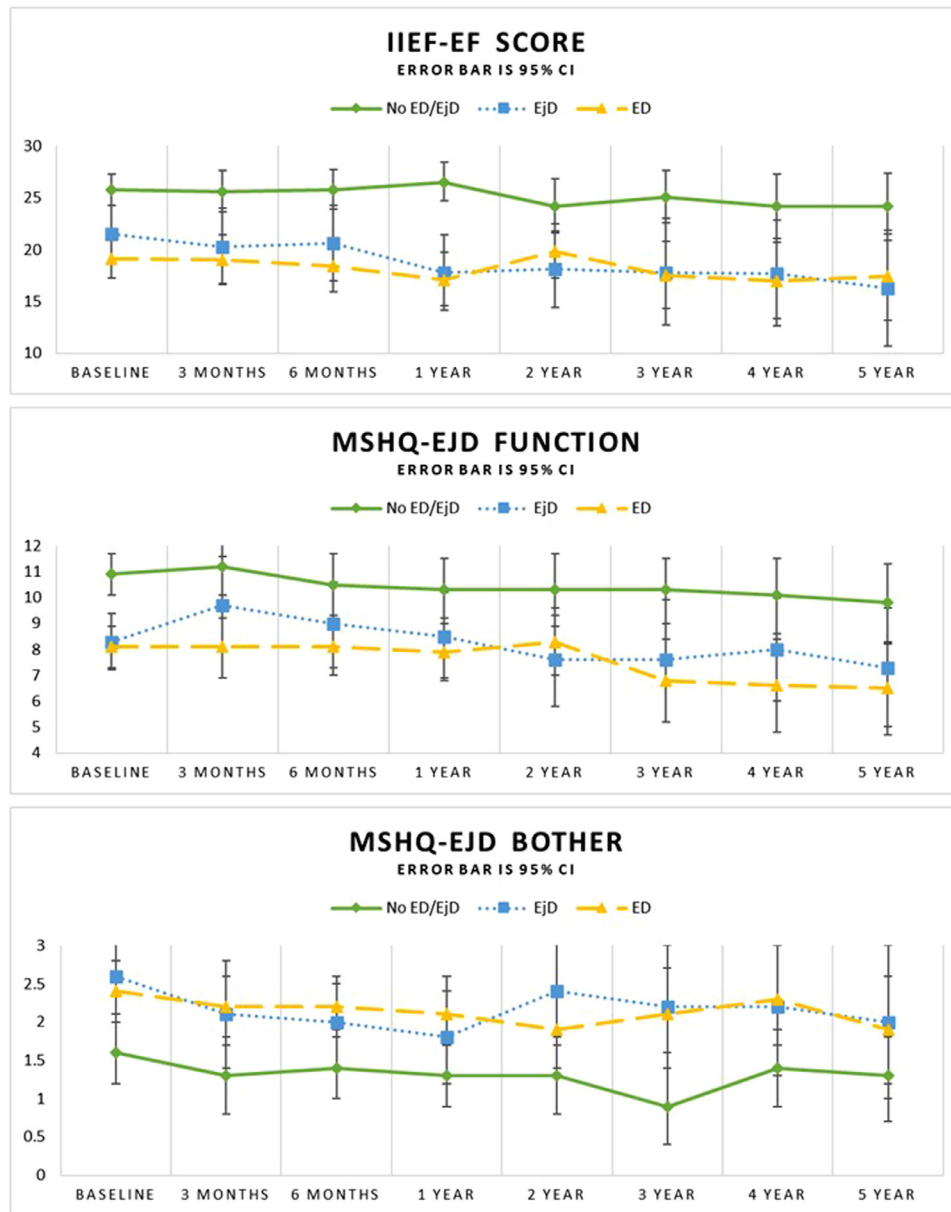 IIEF-EF SCORE
ERROR BAR IS 95% CI
No ED/EjD EjD ED
30
25
20
15
10
BASELINE 3 MONTHS 6 MONTHS 1 YEAR 2 YEAR 3 YEAR 4 YEAR 5 YEAR
MSHQ-EJD FUNCTION
ERROR BAR IS 95% CI
No ED/EjD EjD ED
12
11
10
9
8
7
6
5
4
BASELINE 3 MONTHS 6 MONTHS 1 YEAR 2 YEAR 3 YEAR 4 YEAR 5 YEAR
MSHQ-EJD BOTHER
ERROR BAR IS 95% CI
No ED/EjD EjD ED
3
2.5
2
1.5
1
0.5
0
BASELINE 3 MONTHS 6 MONTHS 1 YEAR 2 YEAR 3 YEAR 4 YEAR 5 YEAR